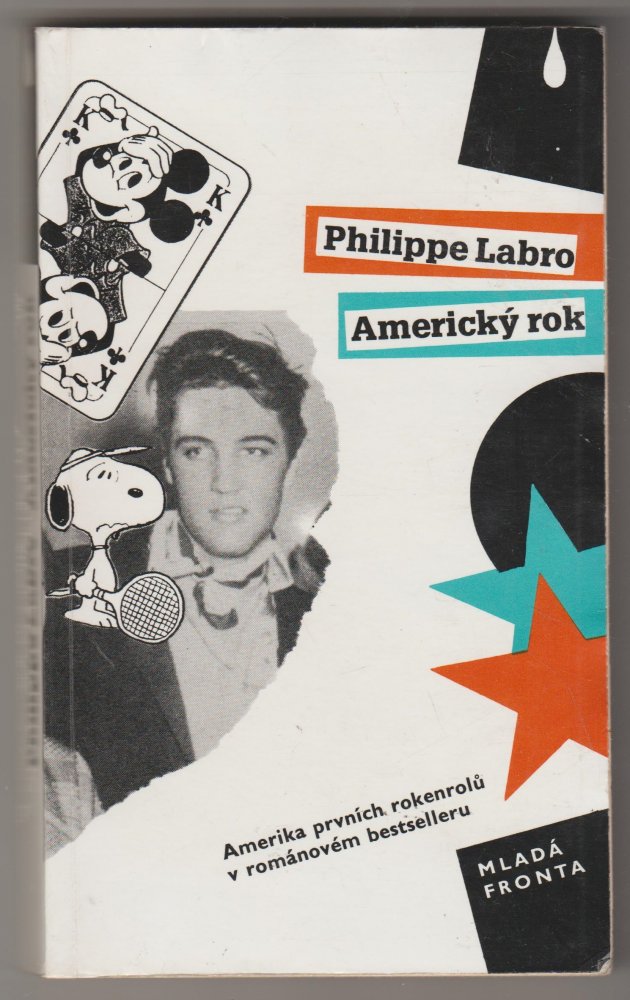 K
K
K
K
Philippe Labro
Americký rok
Amerika prvních rokenrolů
v románovém bestselleru
MLADÁ
FRONTA